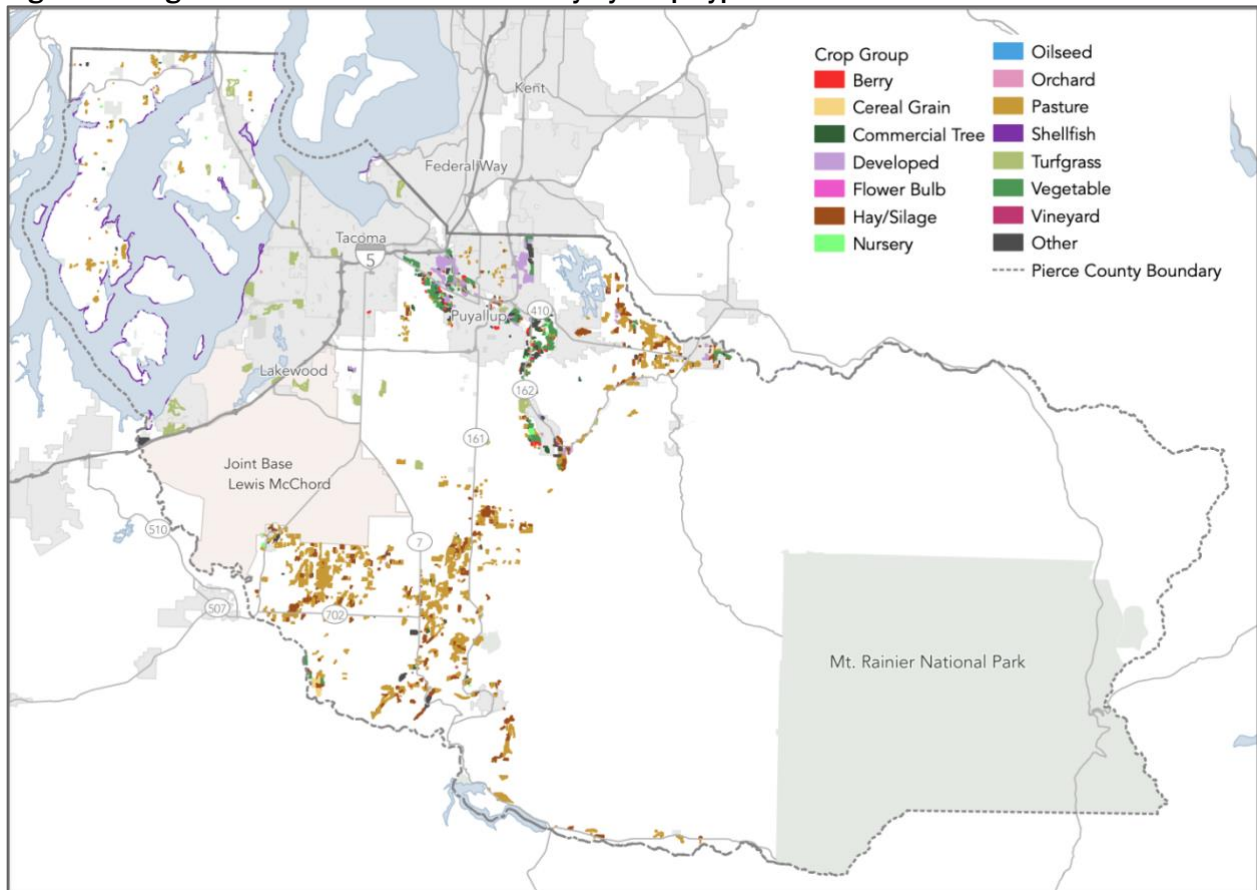 Crop Group
Berry
Cereal Grain
Commercial Tree
Developed
Flower Bulb
Hay/Silage
Nursery
Oilseed
Orchard
Pasture
Shellfish
Turfgrass
Vegetable
Vineyard
Other
Pierce County Boundary
Kent
Federal Way
Tacoma
5
Puyallup
410
Lakewood
162
161
Joint Base
Lewis McChord
510
7
507
702
Mt. Rainier National Park